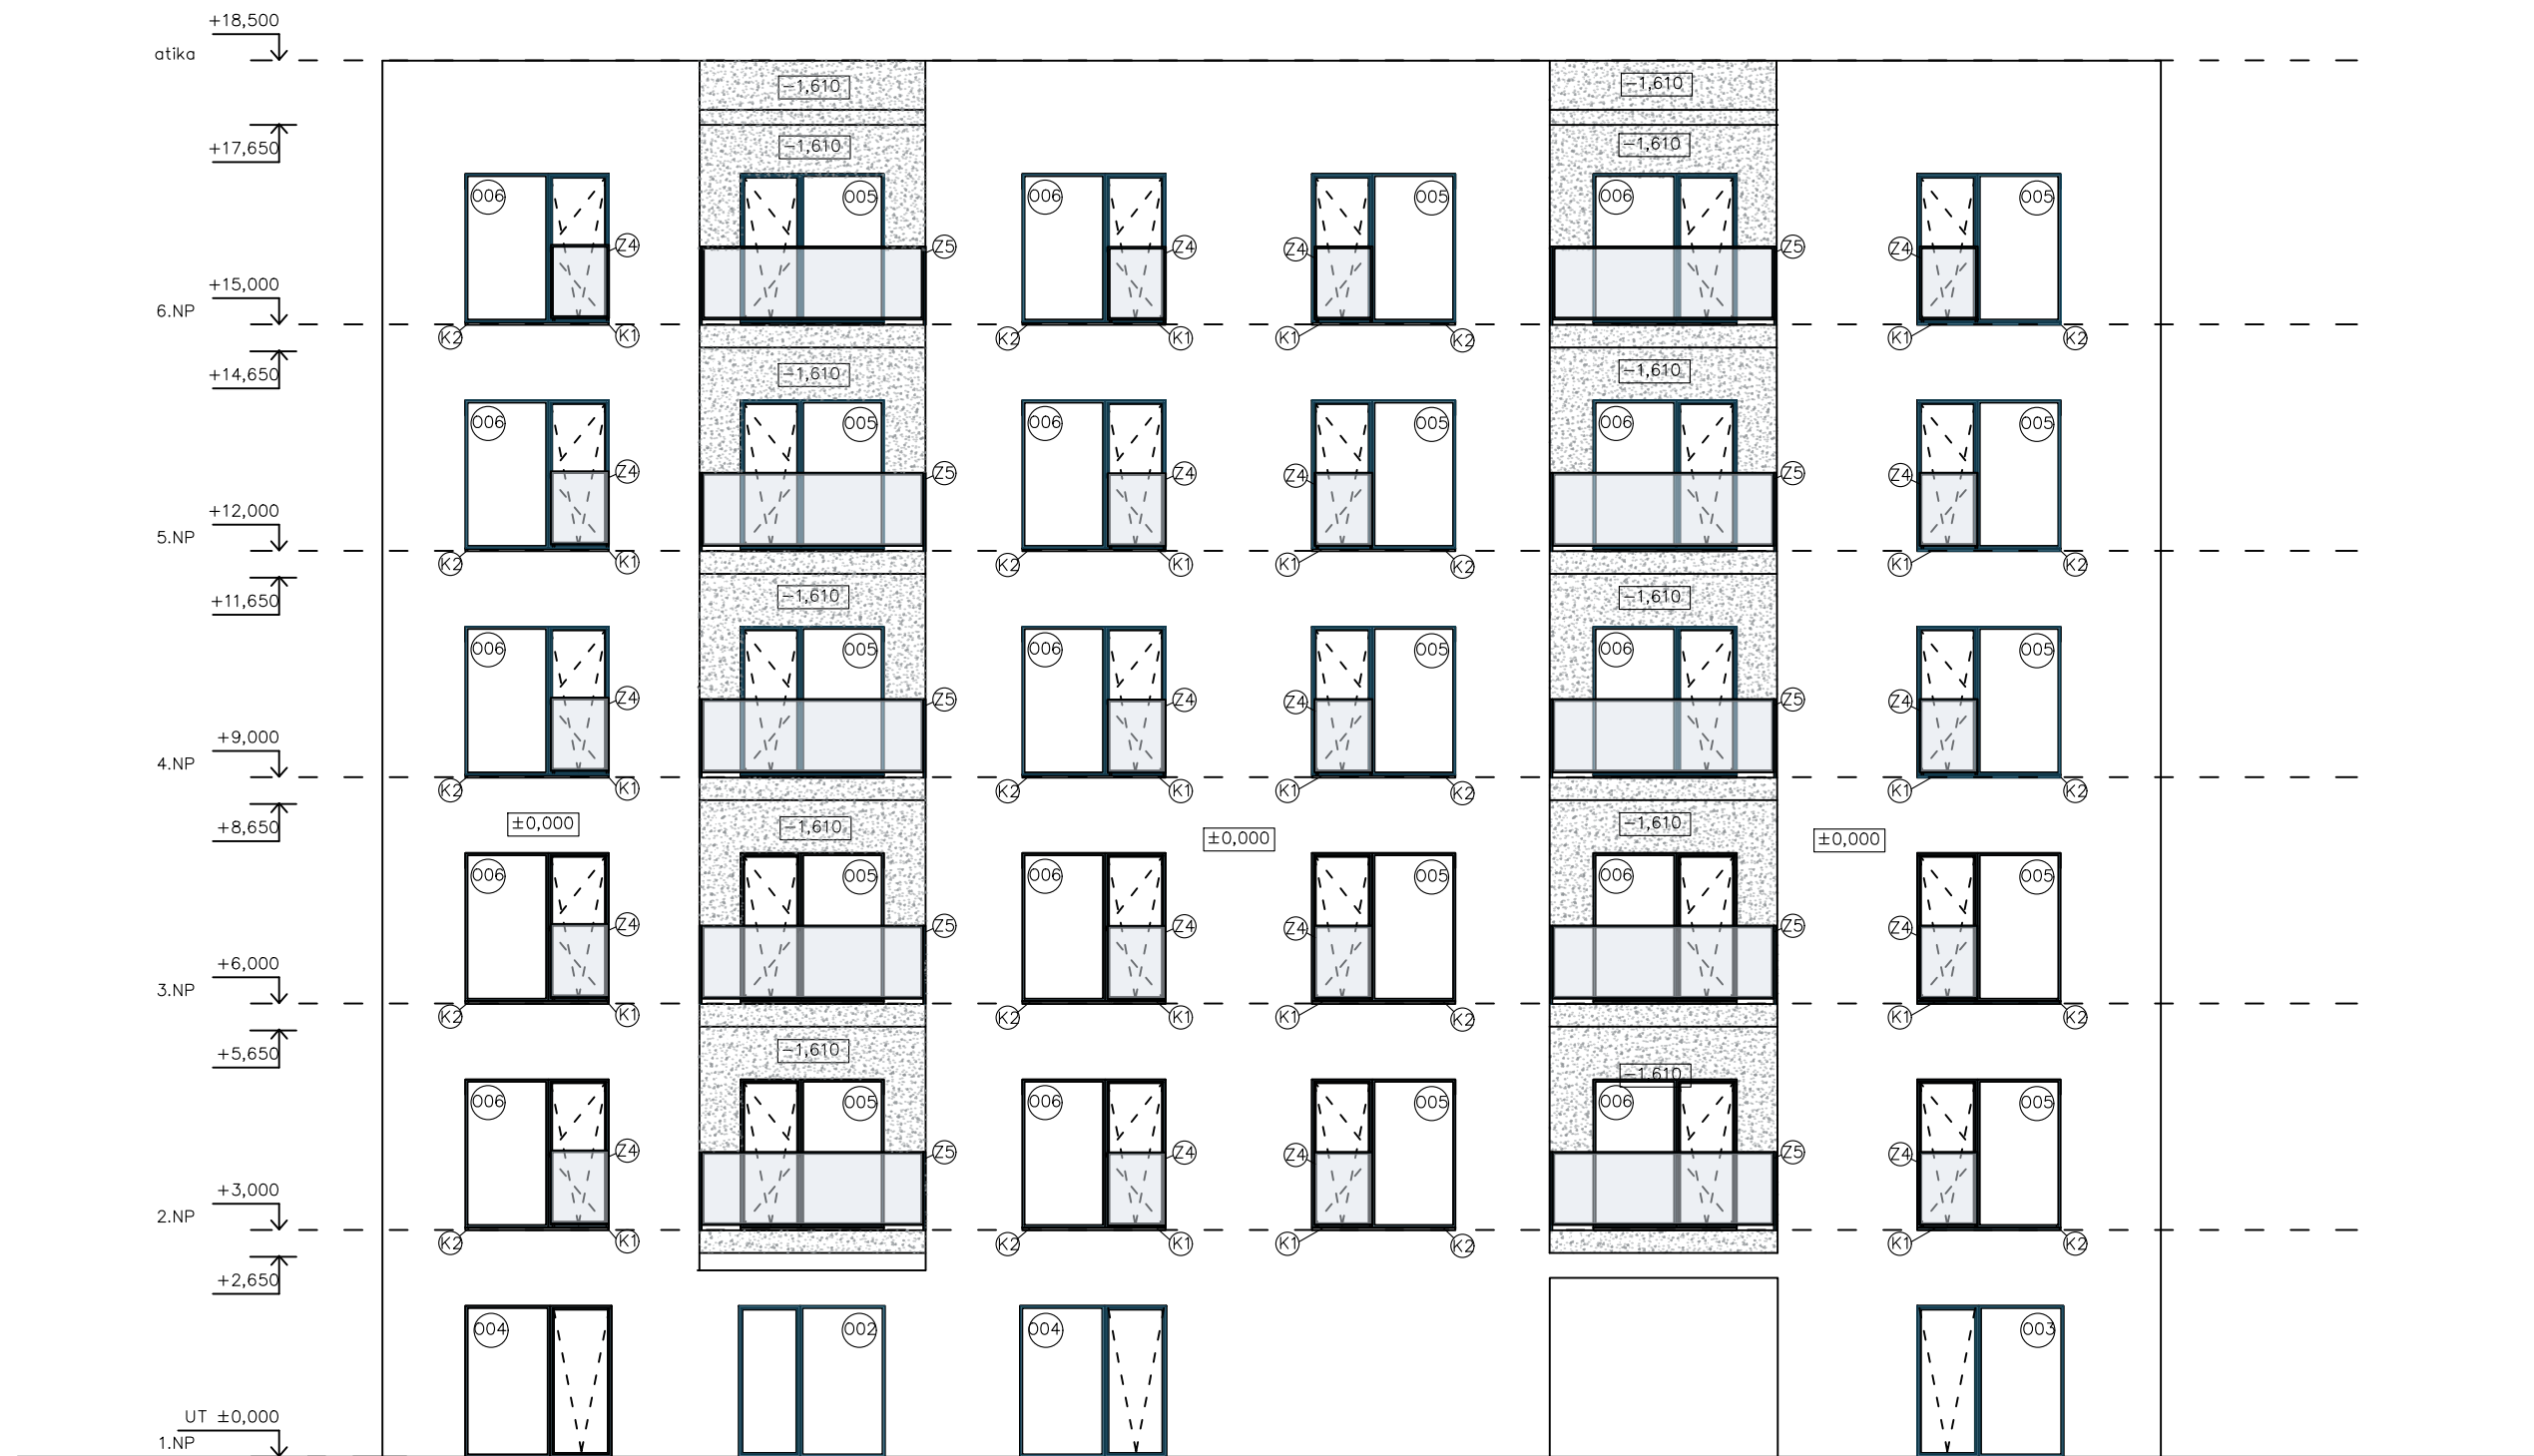 +18,500
atika
-1,610 -1,610
+17,650 -1,610 -1,610
006 005 006 005 006 005
Z4 Z5 Z4 Z4 Z5 Z4
+15,000
6.NP
K2 K1 K2 K1 K1 K2 K1 K2
+14,650 -1,610 -1,610
006 005 006 005 006 005
Z4 Z5 Z4 Z4 Z5 Z4
+12,000
5.NP
K2 K1 K2 K1 K1 K2 K1 K2
+11,650 -1,610 -1,610
006 005 006 005 006 005
Z4 Z5 Z4 Z4 Z5 Z4
+9,000
4.NP
K2 K1 K2 K1 K1 K2 K1 K2
+8,650 ±0,000 -1,610 ±0,000 -1,610 ±0,000
006 005 006 005 006 005
Z4 Z5 Z4 Z4 Z5 Z4
+6,000
3.NP
K2 K1 K2 K1 K1 K2 K1 K2
+5,650 -1,610 -1,610
006 005 006 005 006 005
Z4 Z5 Z4 Z4 Z5 Z4
+3,000
2.NP
K2 K1 K2 K1 K1 K2 K1 K2
+2,650
004 002 004 003
UT ±0,000
1.NP